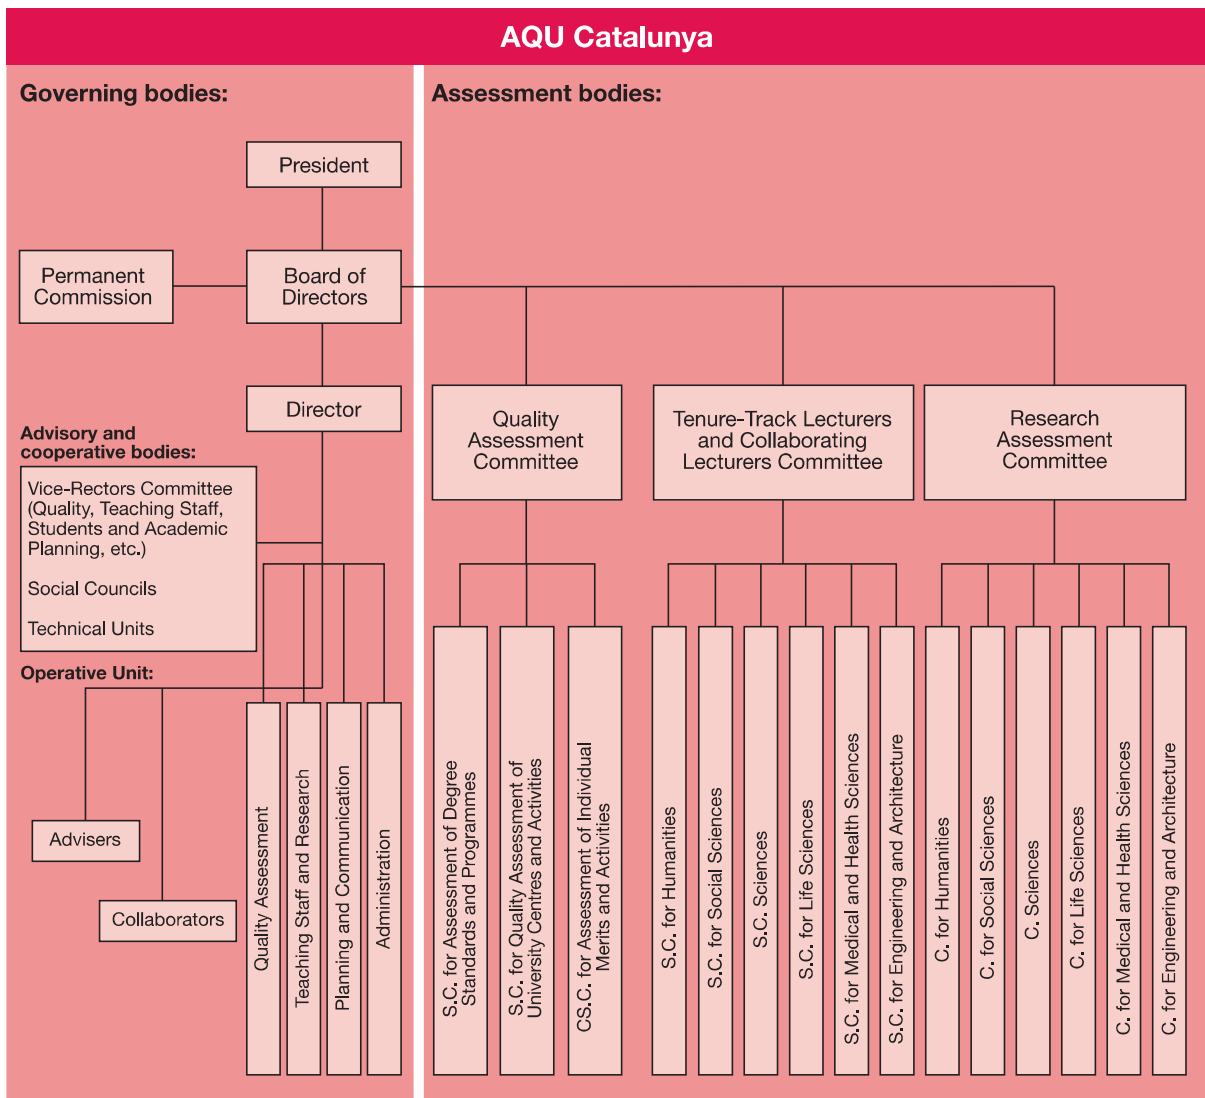 AQU Catalunya
Governing bodies:
President
Permanent
Commission
Board of
Directors
Director
Advisory and
cooperative bodies:
Vice-Rectors Committee
(Quality, Teaching Staff,
Students and Academic
Planning, etc.)
Social Councils
Technical Units
Operative Unit:
Advisers
Collaborators
Quality Assessment
Teaching Staff and Research
Planning and Communication
Administration
Assessment bodies:
Quality
Assessment
Committee
Tenure-Track Lecturers
and Collaborating
Lecturers Committee
Research
Assessment
Committee
S.C. for Assessment of Degree
Standards and Programmes
S.C. for Quality Assessment of
University Centres and Activities
CS.C. for Assessment of Individual
Merits and Activities
S.C. for Humanities
S.C. for Social Sciences
S.C. Sciences
S.C. for Life Sciences
S.C. for Medical and Health Sciences
S.C. for Engineering and Architecture
C. for Humanities
C. for Social Sciences
C. Sciences
C. for Life Sciences
C. for Medical and Health Sciences
C. for Engineering and Architecture